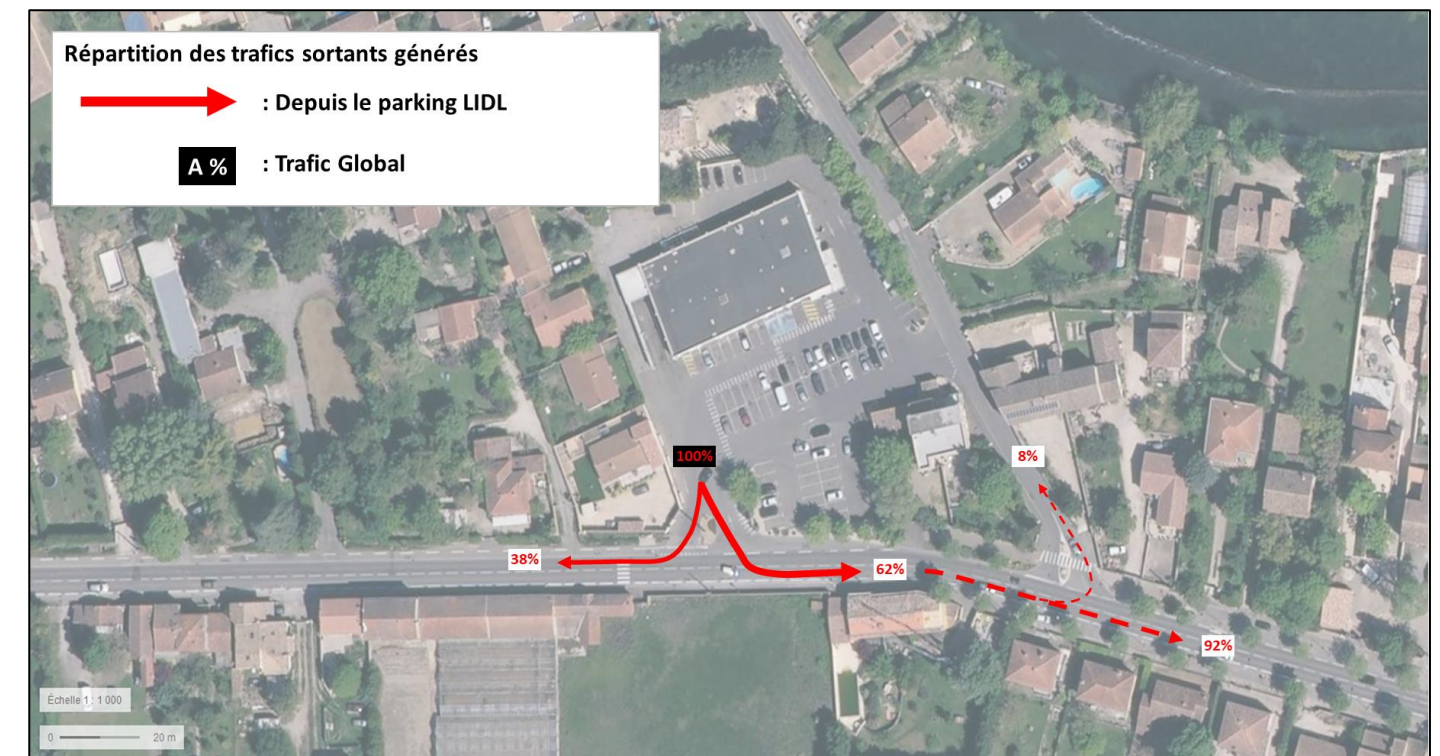 Répartition des trafics sortants générés
: Depuis le parking LIDL
A % : Trafic Global
100%
8%
38%
62%
92%
Échelle 1 : 1 000
0 20 m